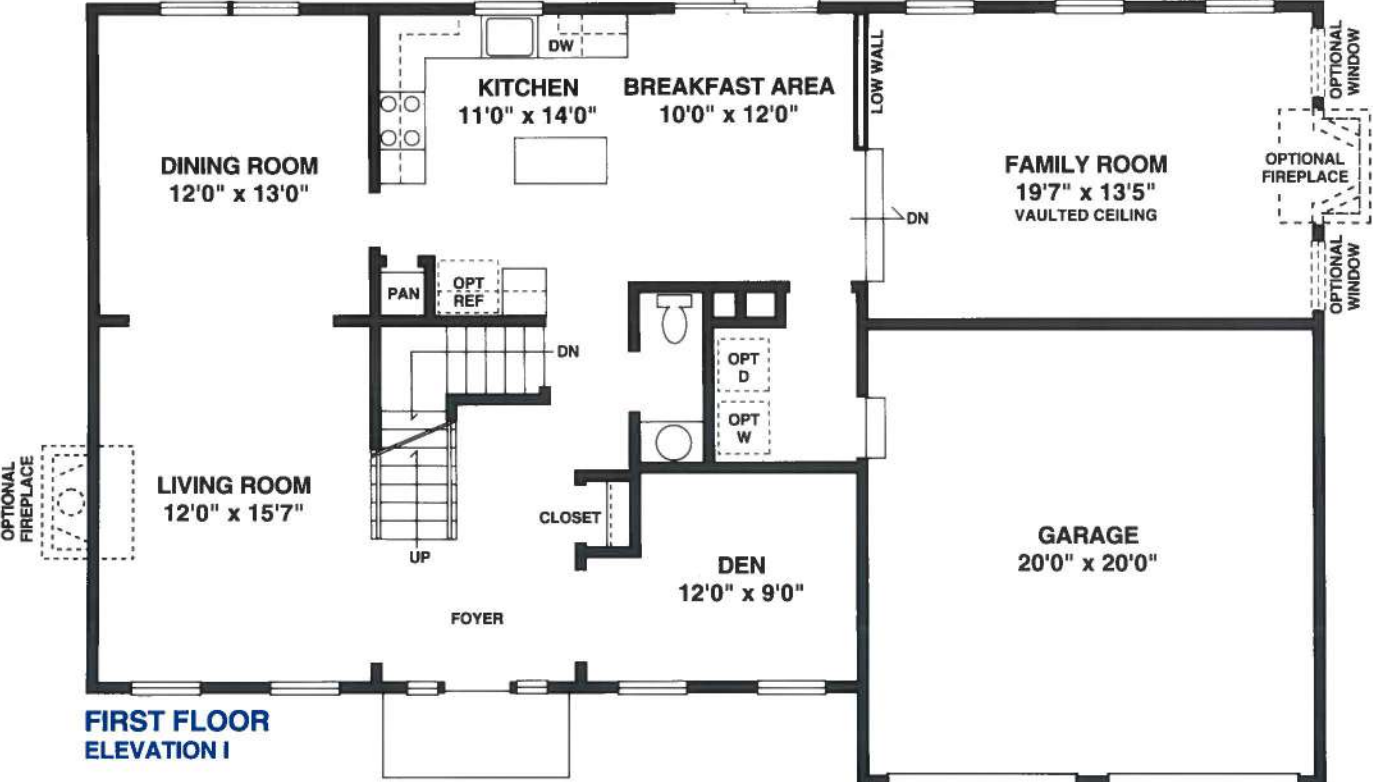 DW
KITCHEN
11'0" x 14'0"
BREAKFAST AREA
10'0" x 12'0"
LOW WALL
OPTIONAL
WINDOW
DINING ROOM
12'0" x 13'0"
FAMILY ROOM
19'7" x 13'5"
VAULTED CEILING
OPTIONAL
FIREPLACE
DN
OPTIONAL
WINDOW
PAN
OPT
REF
DN
OPT
D
OPT
W
OPTIONAL
FIREPLACE
LIVING ROOM
12'0" x 15'7"
UP
CLOSET
DEN
12'0" x 9'0"
GARAGE
20'0" x 20'0"
FOYER
FIRST FLOOR
ELEVATION I